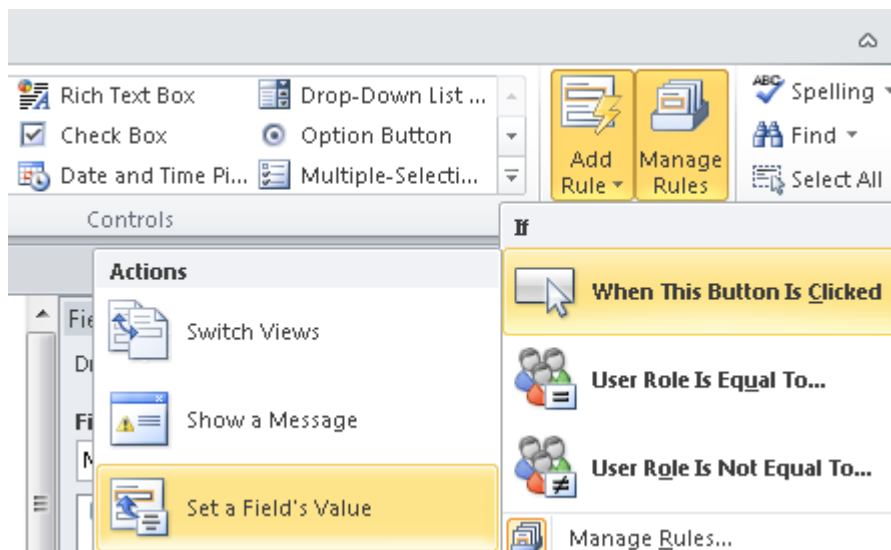 Rich Text Box
Drop-Down List ...
Check Box
Option Button
Date and Time Pi...
Multiple-Selecti...
Controls
Add
Rule
Manage
Rules
ABC
Spelling
Find
Select All
If
When This Button Is Clicked
User Role Is Equal To...
User Role Is Not Equal To...
Manage Rules...
Actions
Switch Views
Show a Message
Set a Field's Value